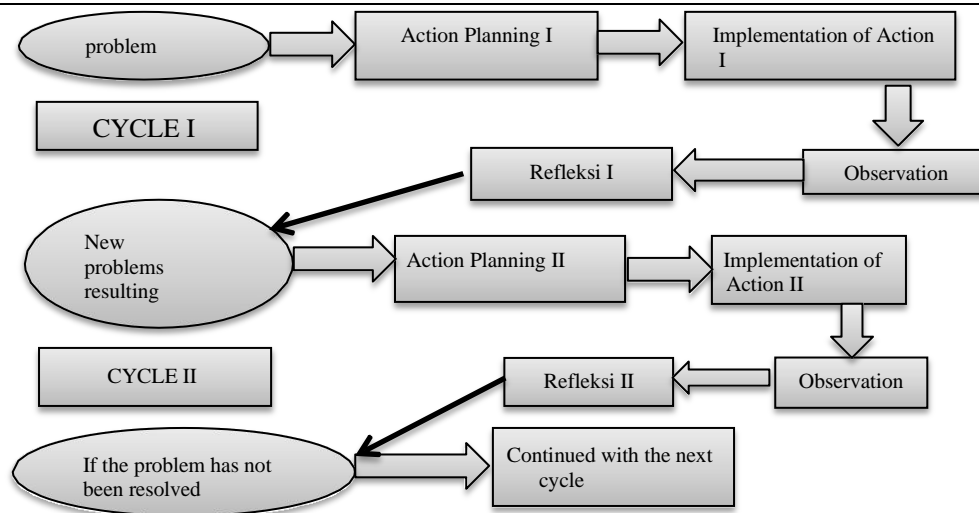 problem
Action Planning I
Implementation of Action
I
CYCLE I
Refleksi I
Observation
New
problems
resulting
Action Planning II
Implementation of
Action II
CYCLE II
Refleksi II
Observation
If the problem has not
been resolved
Continued with the next
cycle